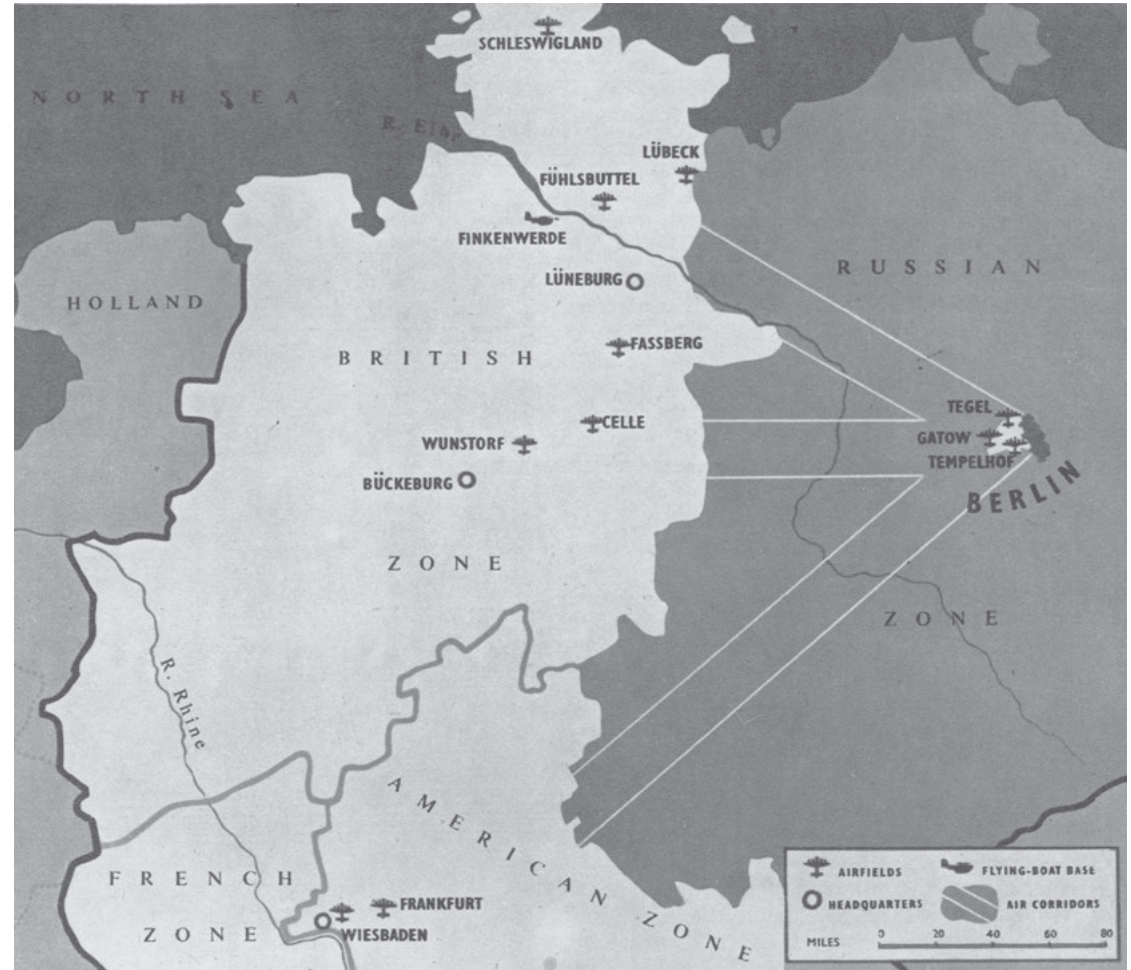 SCHLESWIGLAND
NORTH SEA
R. Elbe
LÜBECK
FÜHLSBUTTEL
FINKENWERDE
RUSSIAN
LÜNEBURG
HOLLAND
BRITISH
FASSBERG
TEGEL
CELLE
GATOW
WUNSTORF
TEMPELHOF
BÜCKEBURG
BERLIN
ZONE
ZONE
R. Rhine
AMERICAN ZONE
FRENCH
ZONE
FRANKFURT
WIESBADEN
AIRFIELDS
FLYING-BOAT BASE
HEADQUARTERS
AIR CORRIDORS
MILES
0 20 40 60 80